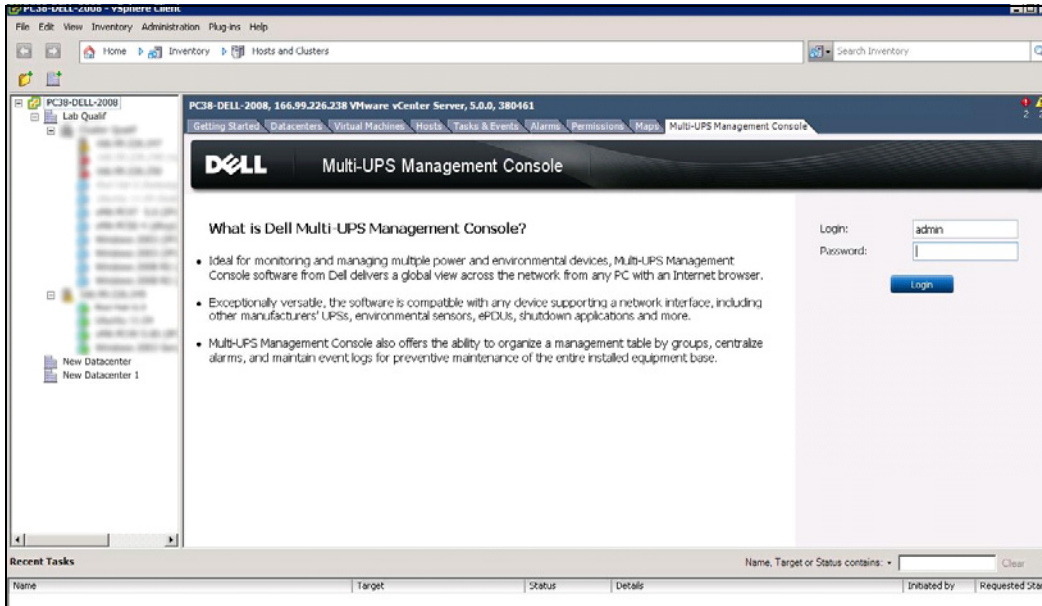 PC38-DELL-2008 - vSphere Client
File Edit View Inventory Administration Plug-ins Help
Home Inventory Hosts and Clusters
Search Inventory
PC38-DELL-2008
Lab Qualif
New Datacenter
New Datacenter 1
PC38-DELL-2008, 166.99.226.238 VMware vCenter Server, 5.0.0, 380461
Getting Started Datacenters Virtual Machines Hosts Tasks & Events Alarms Permissions Maps Multi-UPS Management Console
DELL Multi-UPS Management Console
What is Dell Multi-UPS Management Console?
• Ideal for monitoring and managing multiple power and environmental devices, Multi-UPS Management
Console software from Dell delivers a global view across the network from any PC with an Internet browser.
• Exceptionally versatile, the software is compatible with any device supporting a network interface, including
other manufacturers' UPSs, environmental sensors, ePDUs, shutdown applications and more.
• Multi-UPS Management Console also offers the ability to organize a management table by groups, centralize
alarms, and maintain event logs for preventive maintenance of the entire installed equipment base.
Login: admin
Password:
Login
Recent Tasks
Name, Target or Status contains:
Clear
Name Target Status Details Initiated by Requested Sta